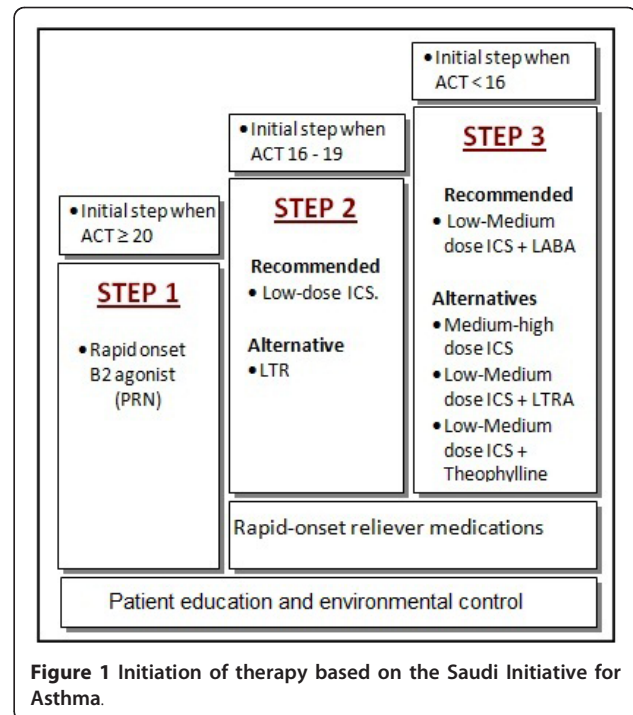 • Initial step when
ACT ≥ 20
STEP 1
• Rapid onset
B2 agonist
(PRN)
• Initial step when
ACT 16 - 19
STEP 2
Recommended
• Low-dose ICS.
Alternative
• LTR
• Initial step when
ACT < 16
STEP 3
Recommended
• Low-Medium
dose ICS + LABA
Alternatives
• Medium-high
dose ICS
• Low-Medium
dose ICS + LTRA
• Low-Medium
dose ICS +
Theophylline
Rapid-onset reliever medications
Patient education and environmental control
Figure 1 Initiation of therapy based on the Saudi Initiative for
Asthma.